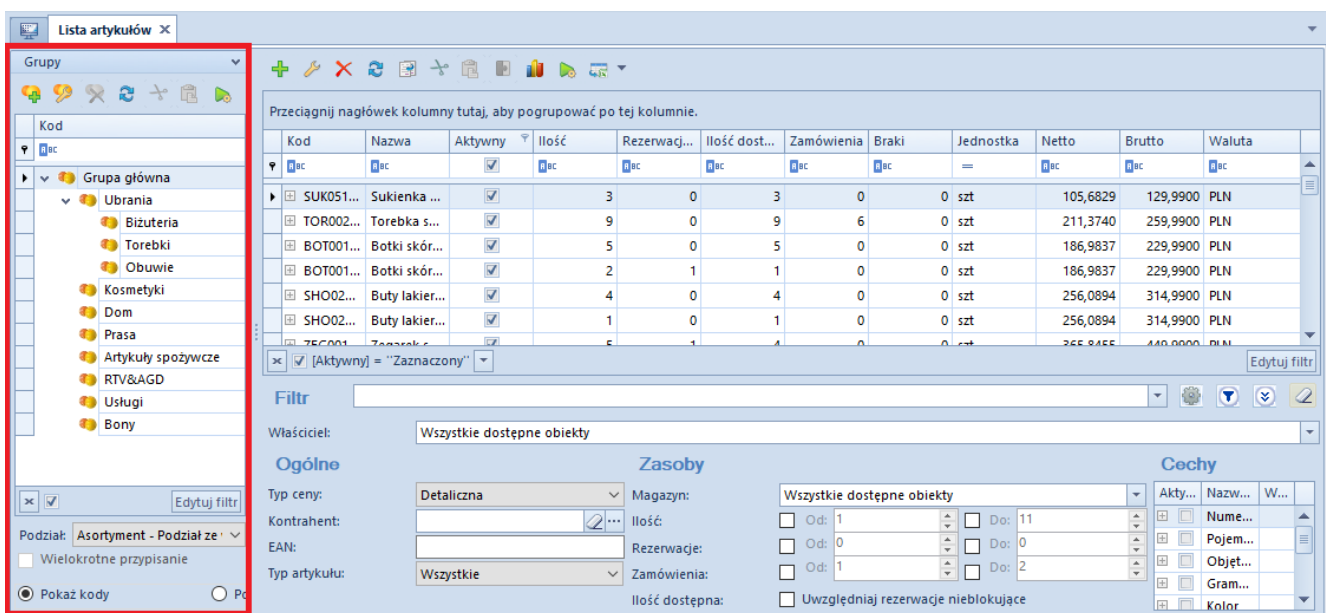 Lista artykułów
Grupy
Kod
Grupa główna
Ubrania
Biżuteria
Torebki
Obuwie
Kosmetyki
Dom
Prasa
Artykuły spożywcze
RTV&AGD
Usługi
Bony
Edytuj filtr
Podział: Asortyment - Podział ze
Wielokrotne przypisanie
Pokaż kody
Przeciągnij nagłówek kolumny tutaj, aby pogrupować po tej kolumnie.
Kod Nazwa Aktywny Ilość Rezerwacj... Ilość dost... Zamówienia Braki Jednostka Netto Brutto Waluta
SUK051... Sukienka ... 3 0 3 0 0 szt 105,6829 129,9900 PLN
TOR002... Torebka s... 9 0 9 6 0 szt 211,3740 259,9900 PLN
BOT001... Botki skór... 5 0 5 0 0 szt 186,9837 229,9900 PLN
BOT001... Botki skór... 2 1 1 0 0 szt 186,9837 229,9900 PLN
SHO02... Buty lakier... 4 0 4 0 0 szt 256,0894 314,9900 PLN
SHO02... Buty lakier... 1 0 1 0 0 szt 256,0894 314,9900 PLN
[Aktywny] = "Zaznaczony" Edytuj filtr
Filtr
Właściciel: Wszystkie dostępne obiekty
Ogólne Zasoby Cechy
Typ ceny: Detaliczna Magazyn: Wszystkie dostępne obiekty Akty... Nazw... W...
Kontrahent: Ilość: Od: 1 Do: 11 Nume...
EAN: Rezerwacje: Od: 0 Do: 0 Pojem...
Typ artykułu: Wszystkie Zamówienia: Od: 1 Do: 2 Objęt...
Gram...
Ilość dostępna: Uwzględniaj rezerwacje nieblokujące Kolor